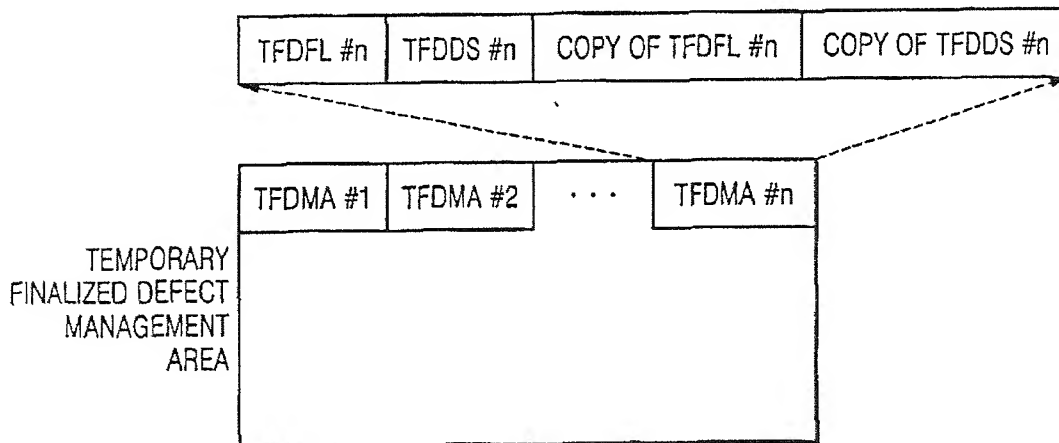 TFDFL #n TFDDS #n COPY OF TFDFL #n COPY OF TFDDS #n
TFDMA #1 TFDMA #2 · · · TFDMA #n
TEMPORARY
FINALIZED DEFECT
MANAGEMENT
AREA